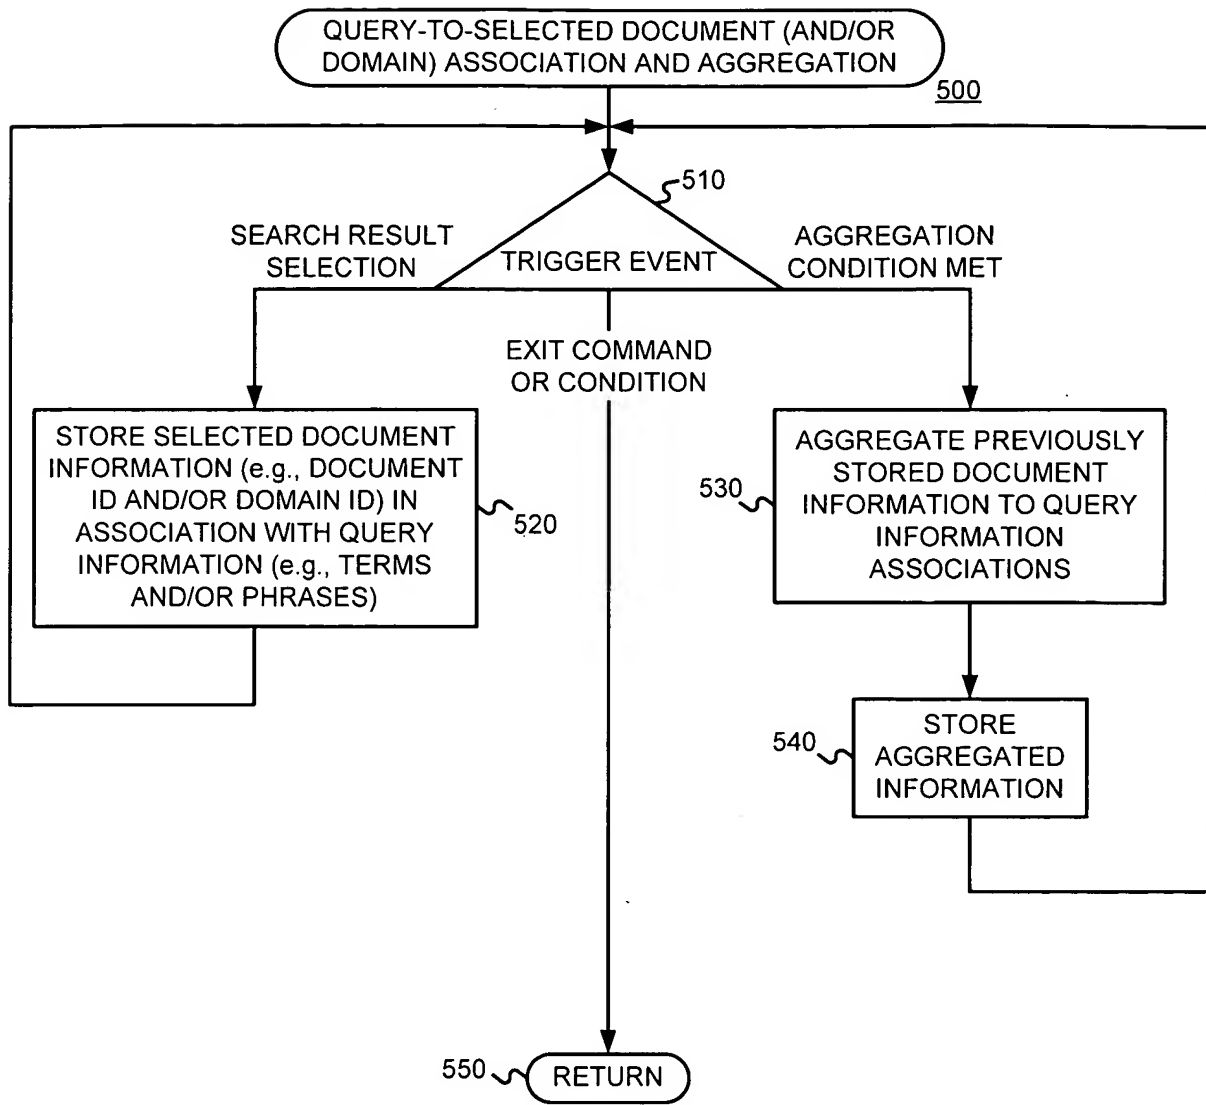 QUERY-TO-SELECTED DOCUMENT (AND/OR
DOMAIN) ASSOCIATION AND AGGREGATION
500
510
SEARCH RESULT
SELECTION
TRIGGER EVENT
AGGREGATION
CONDITION MET
EXIT COMMAND
OR CONDITION
STORE SELECTED DOCUMENT
INFORMATION (e.g., DOCUMENT
ID AND/OR DOMAIN ID) IN
ASSOCIATION WITH QUERY
INFORMATION (e.g., TERMS
AND/OR PHRASES)
520
530
AGGREGATE PREVIOUSLY
STORED DOCUMENT
INFORMATION TO QUERY
INFORMATION
ASSOCIATIONS
540
STORE
AGGREGATED
INFORMATION
550
RETURN